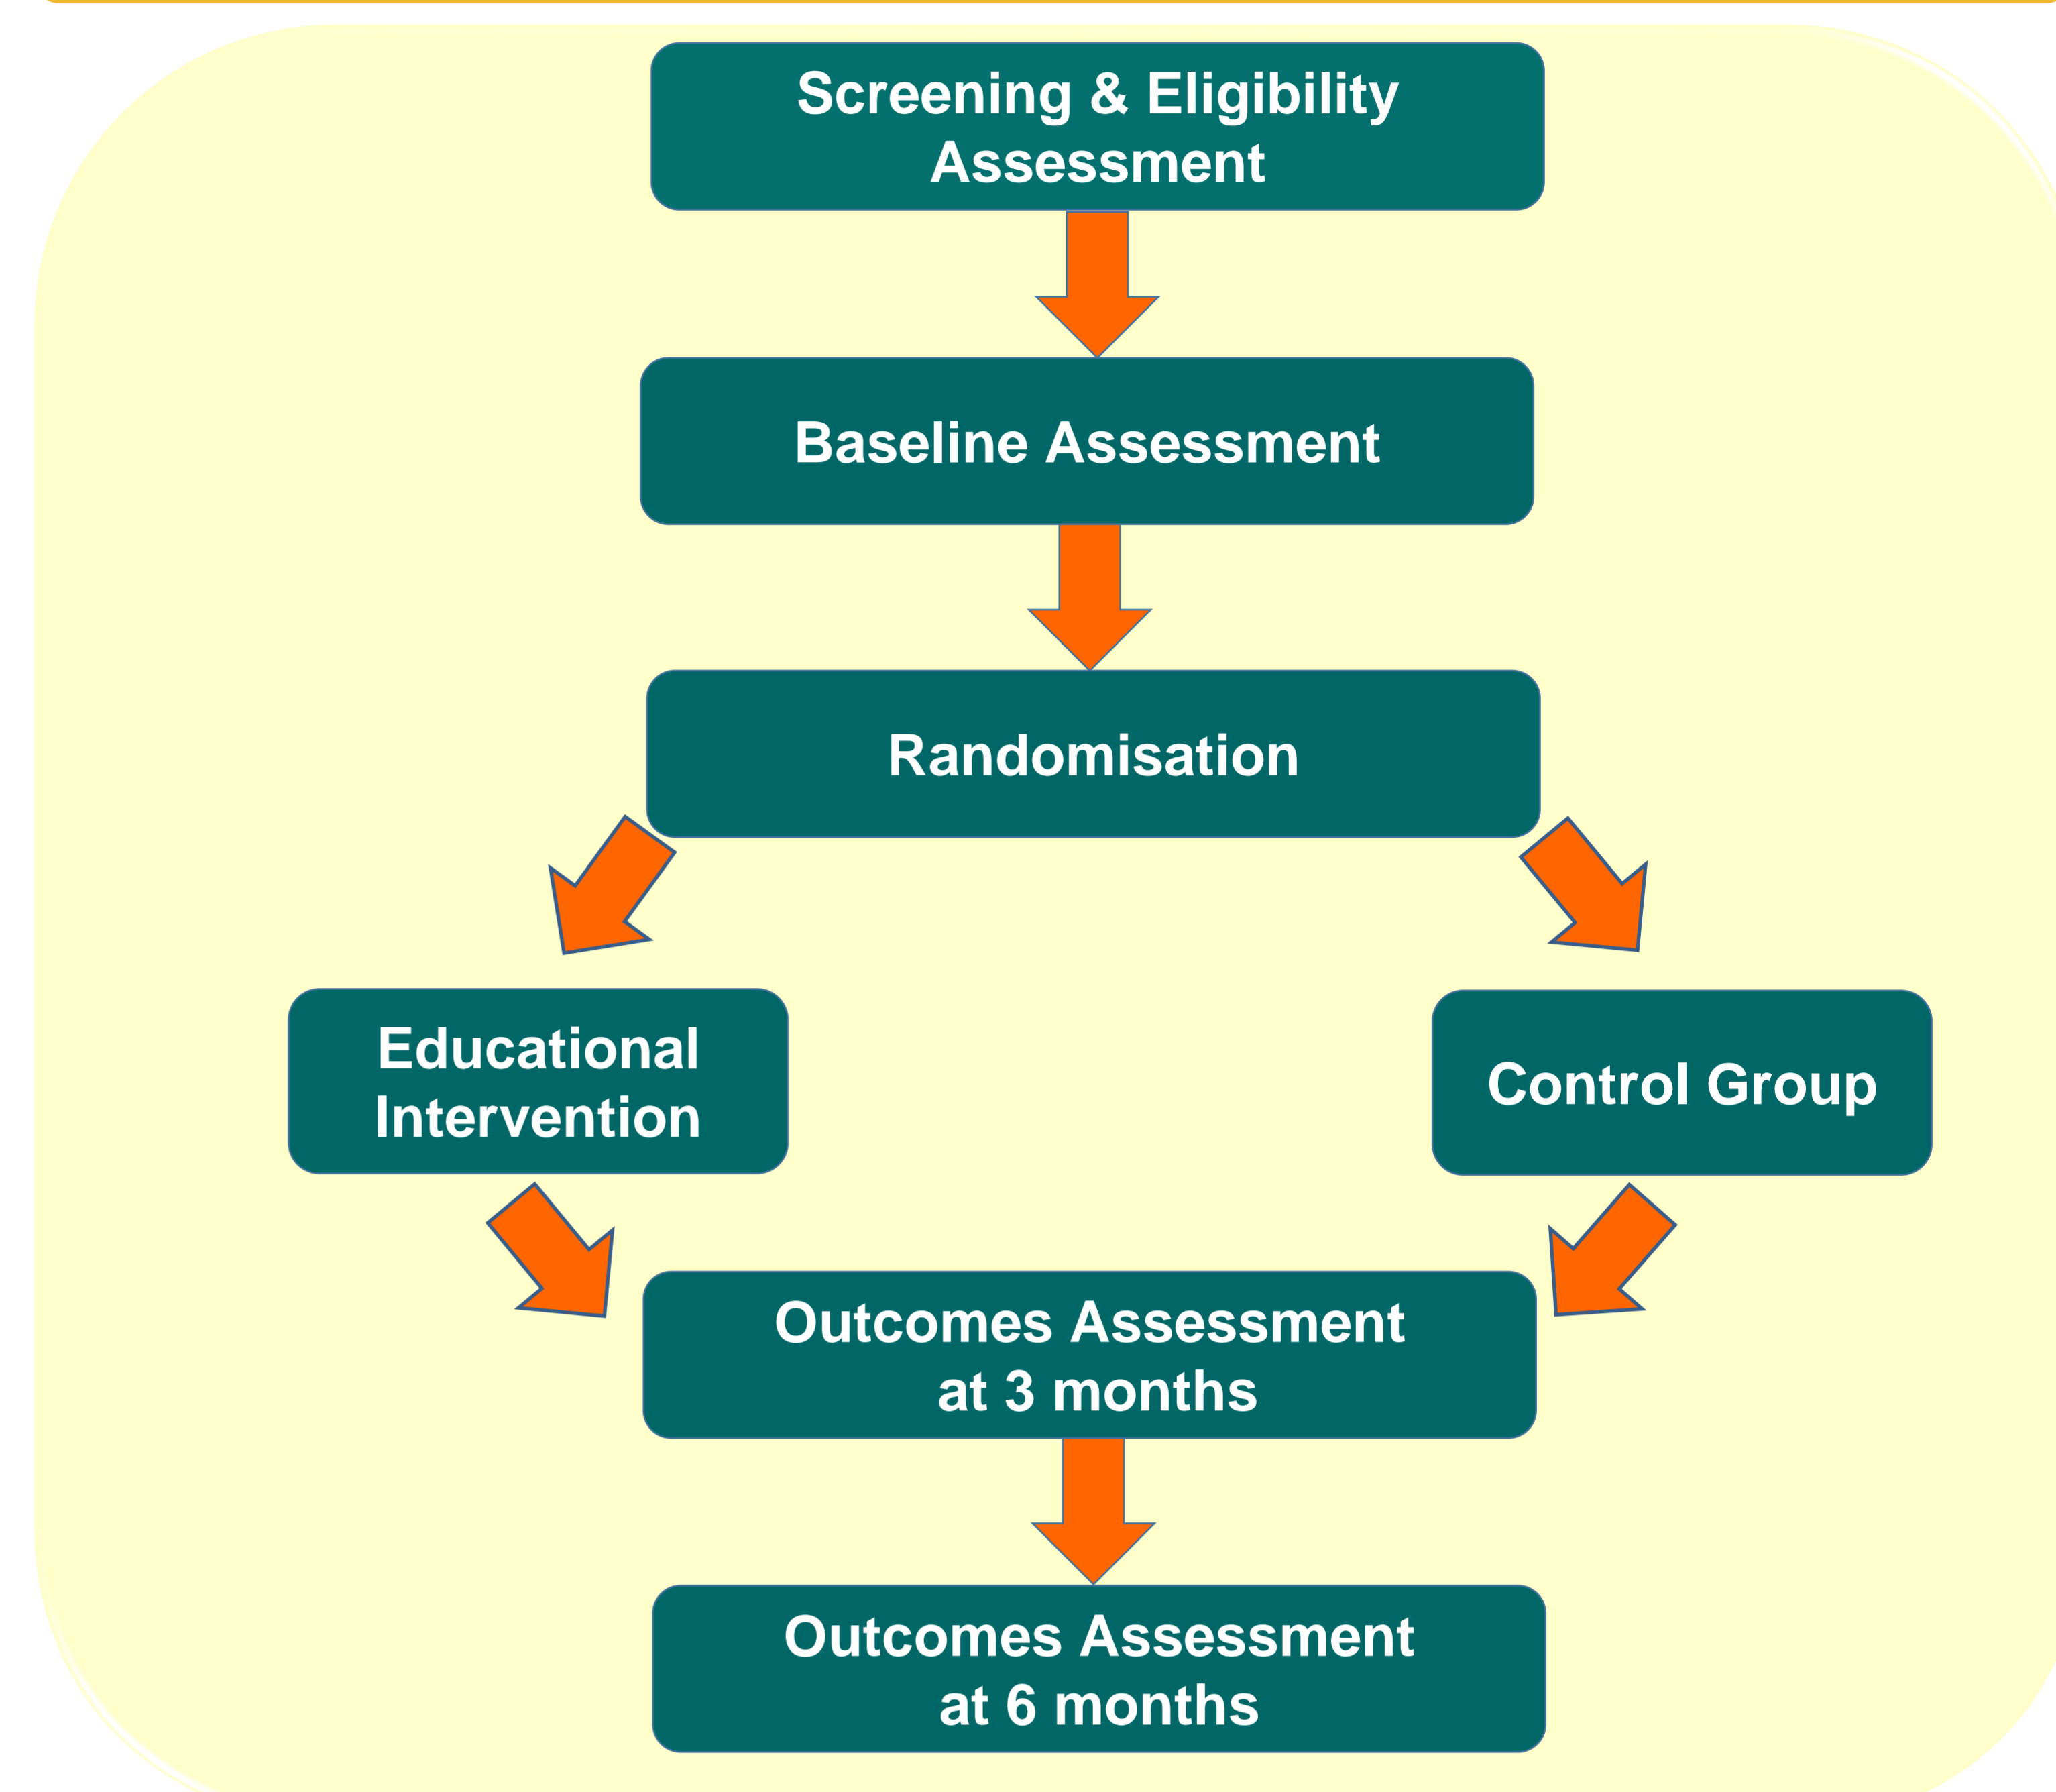 Screening & Eligibility
Assessment
Baseline Assessment
Randomisation
Educational
Intervention
Control Group
Outcomes Assessment
at 3 months
Outcomes Assessment
at 6 months